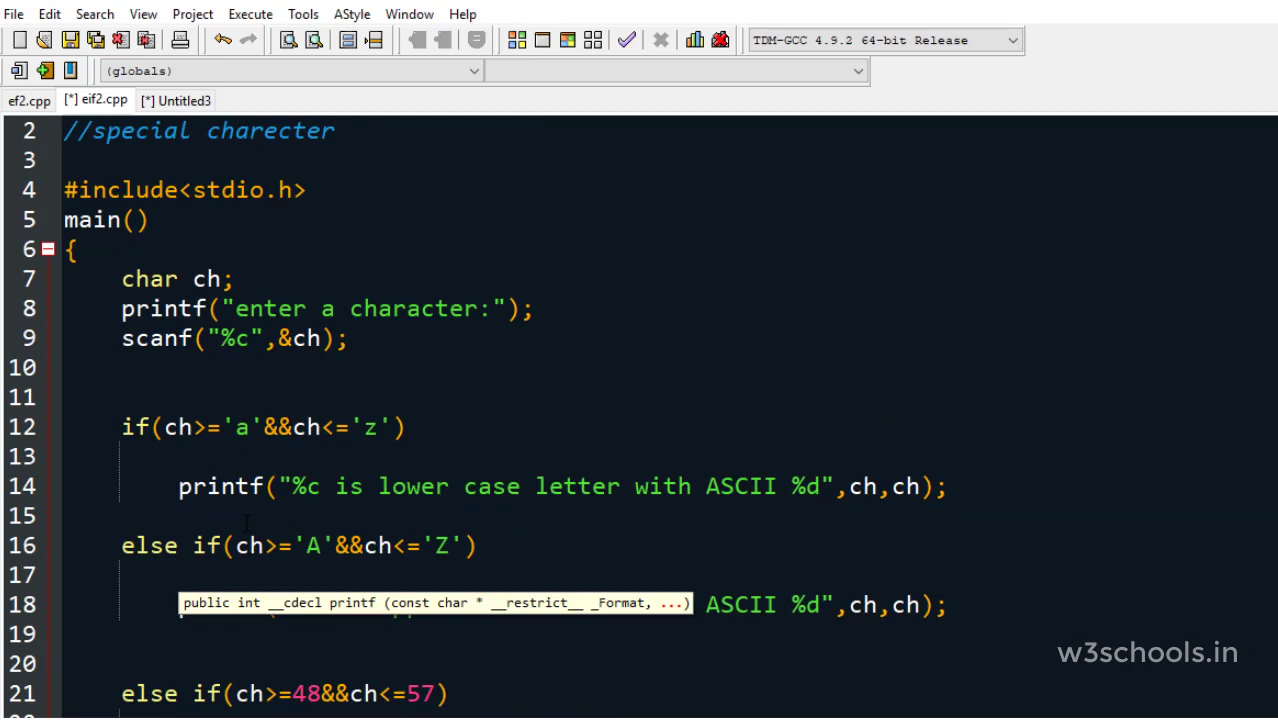 File Edit Search View Project Execute Tools AStyle Window Help
TDM-GCC 4.9.2 64-bit Release
(globals)
ef2.cpp [*] eif2.cpp [*] Untitled3
2 //special charecter
3
4 #include<stdio.h>
5 main()
6 {
7 char ch;
8 printf("enter a character:");
9 scanf("%c",&ch);
10
11
12 if(ch>='a'&&ch<='z')
13
14 printf("%c is lower case letter with ASCII %d",ch,ch);
15
16 else if(ch>='A'&&ch<='Z')
17
public int __cdecl printf (const char * __restrict__ _Format, ...)
18 ASCII %d",ch,ch);
19
20
w3schools.in
21 else if(ch>=48&&ch<=57)